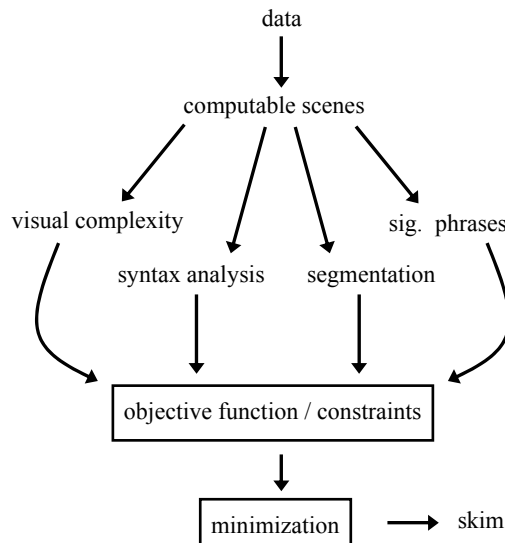 data
computable scenes
visual complexity
sig. phrases
syntax analysis
segmentation
objective function / constraints
minimization
skim